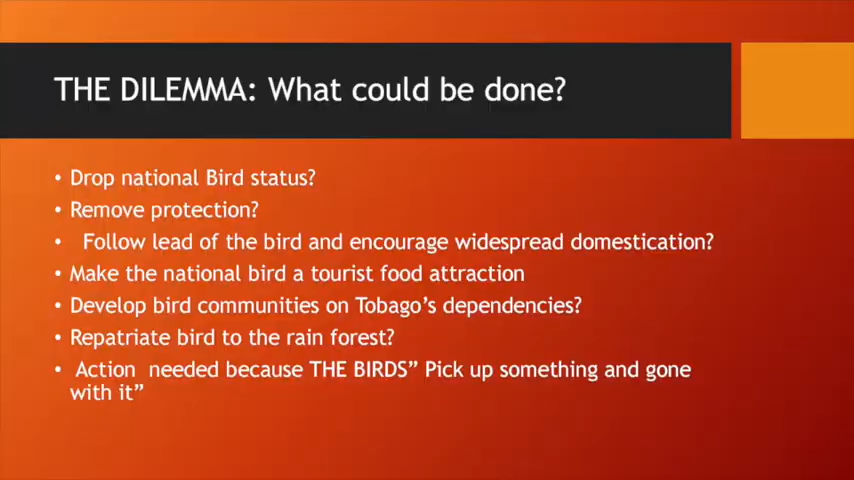 THE DILEMMA: What could be done?
• Drop national Bird status?
• Remove protection?
• Follow lead of the bird and encourage widespread domestication?
• Make the national bird a tourist food attraction
• Develop bird communities on Tobago's dependencies?
• Repatriate bird to the rain forest?
• Action needed because THE BIRDS” Pick up something and gone
with it”